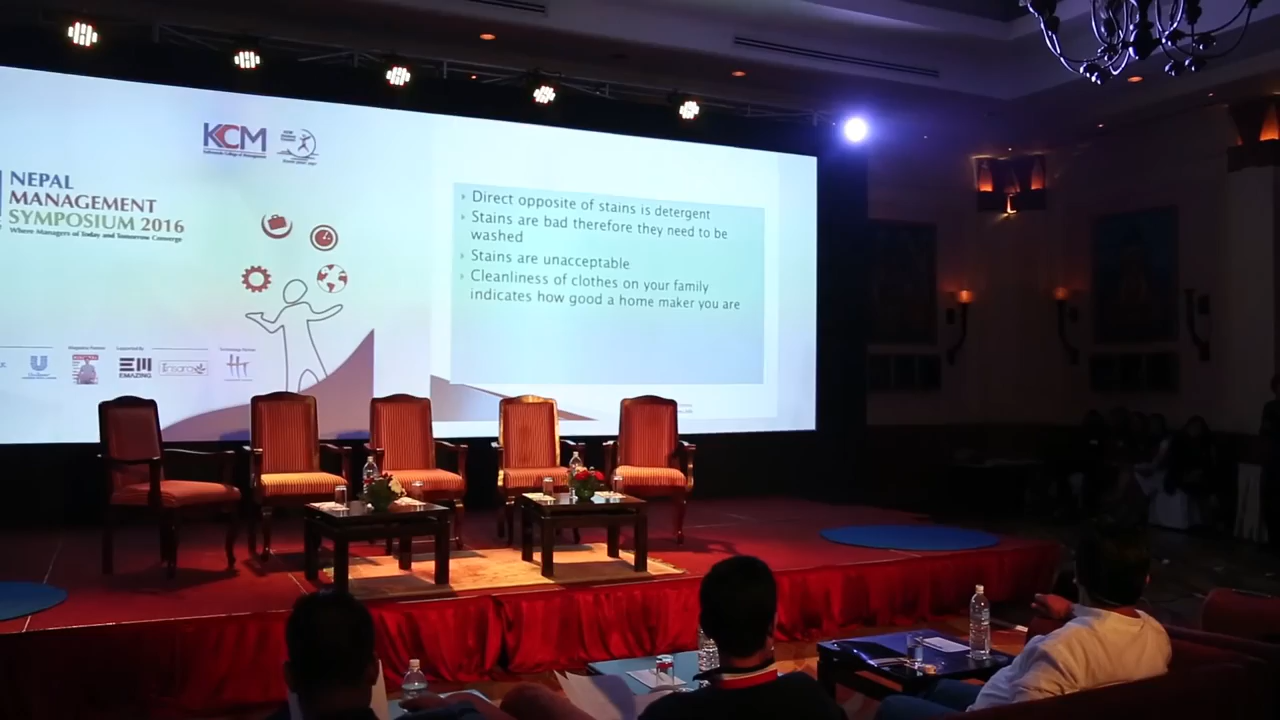 KCM
NEPAL
MANAGEMENT
SYMPOSIUM 2016
Where Managers of Today and Tomorrow Converge
Direct opposite of stains is detergent
Stains are bad therefore they need to be
washed
Stains are unacceptable
Cleanliness of clothes on your family
indicates how good a home maker you are
Supported By
EMAZING